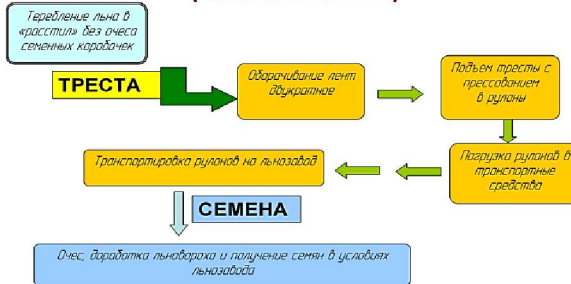 Теребление льна в
«расстил» без очеса
семенных коробочек
ТРЕСТА
Оборачивание лент
двукратное
Подъем тресты с
прессованием
в рулоны
Транспортировка рулонов на льнозавод
Погрузка рулонов в
транспортные
средства
СЕМЕНА
Очес, доработка льновороха и получение семян в условиях
льнозавода